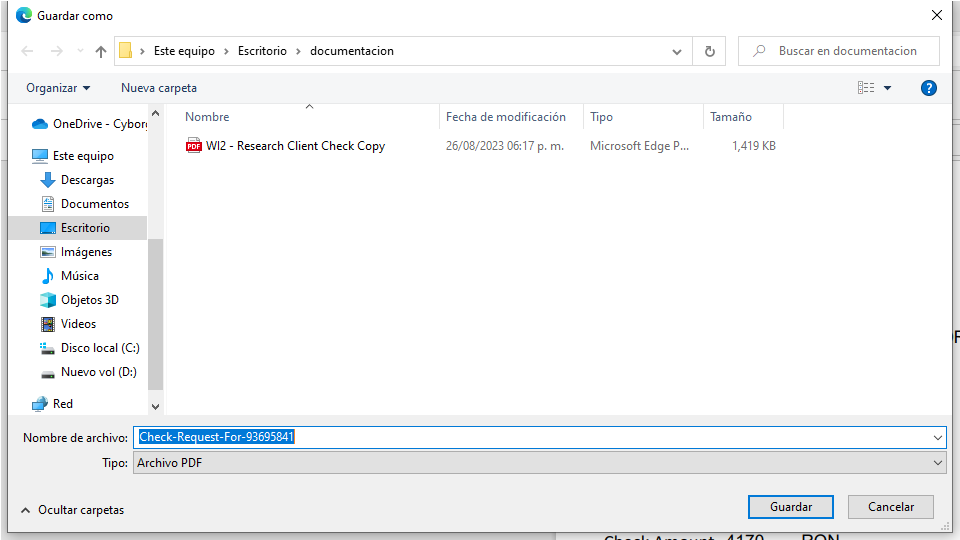 Guardar como
Este equipo > Escritorio > documentacion
Buscar en documentacion
Organizar
Nueva carpeta
Nombre
Fecha de modificación
Tipo
Tamaño
OneDrive - Cyborg
Este equipo
Descargas
Documentos
Escritorio
Imágenes
Música
Objetos 3D
Videos
Disco local (C:)
Nuevo vol (D:)
Red
PDF WI2 - Research Client Check Copy
26/08/2023 06:17 p. m.
Microsoft Edge P...
1,419 KB
Nombre de archivo: Check-Request-For-93695841
Tipo: Archivo PDF
Ocultar carpetas
Guardar
Cancelar
Check Amount 4170 RON